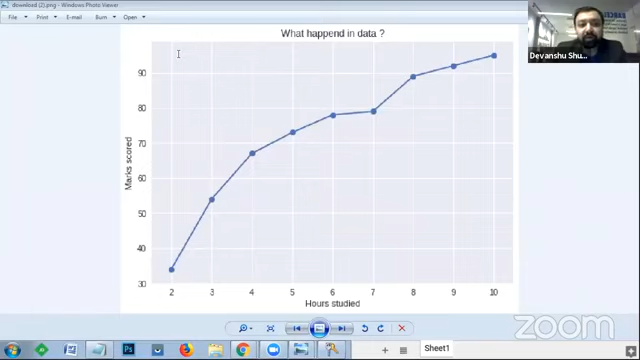 download (2).png - Windows Photo Viewer
File Print E-mail Burn Open
What happend in data ?
Devanshu Shu...
Marks scored
90
80
70
60
50
40
30
2 3 4 5 6 7 8 9 10
Hours studied
zoom
Sheet1